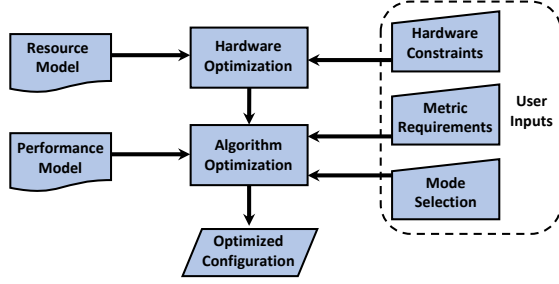 Resource
Model
Hardware
Optimization
Hardware
Constraints
Metric
Requirements
User
Inputs
Performance
Model
Algorithm
Optimization
Mode
Selection
Optimized
Configuration